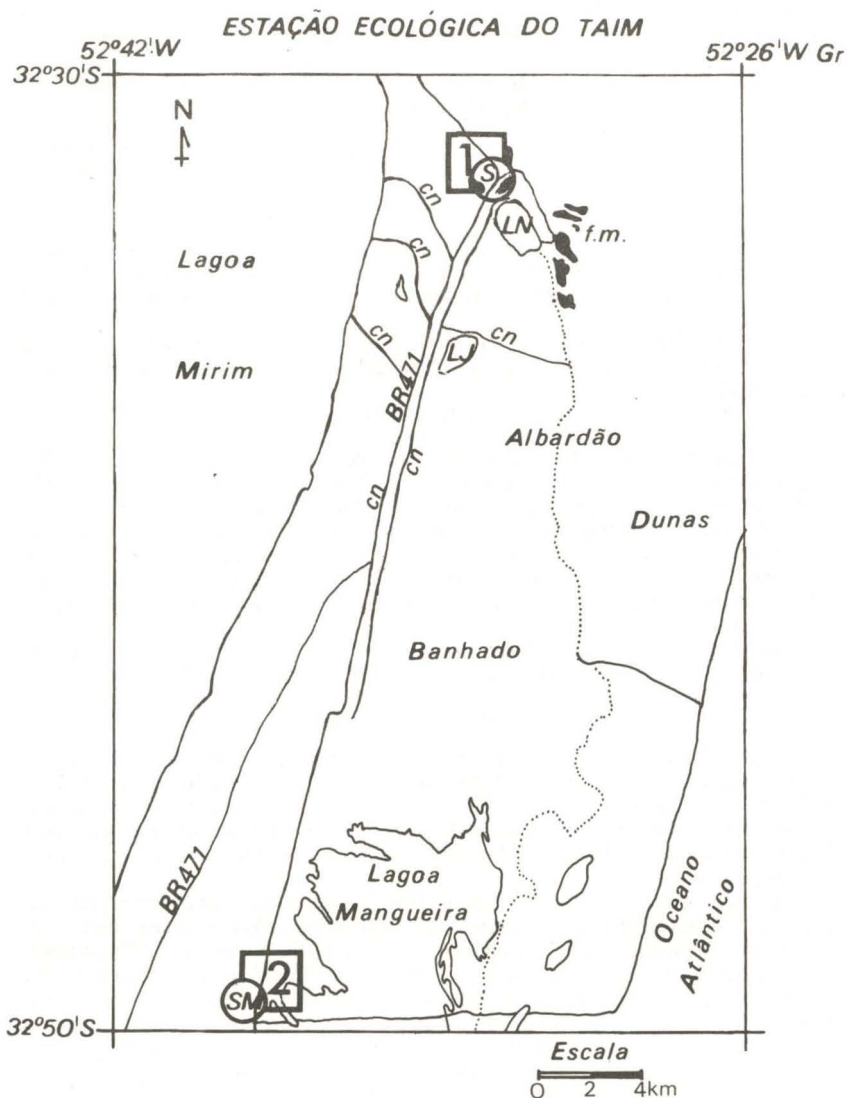 ESTAÇÃO ECOLÓGICA DO TAIM
52°42'W
52°26'W Gr
32°30'S
N
1
S
LN
f.m.
cn
cn
Lagoa
cn
cn
LJ
Mirim
BR471
Albardão
cn
cn
Dunas
Banhado
BR471
Lagoa
Mangueira
Oceano
Atlântico
2
SM
32°50'S
Escala
0 2 4km